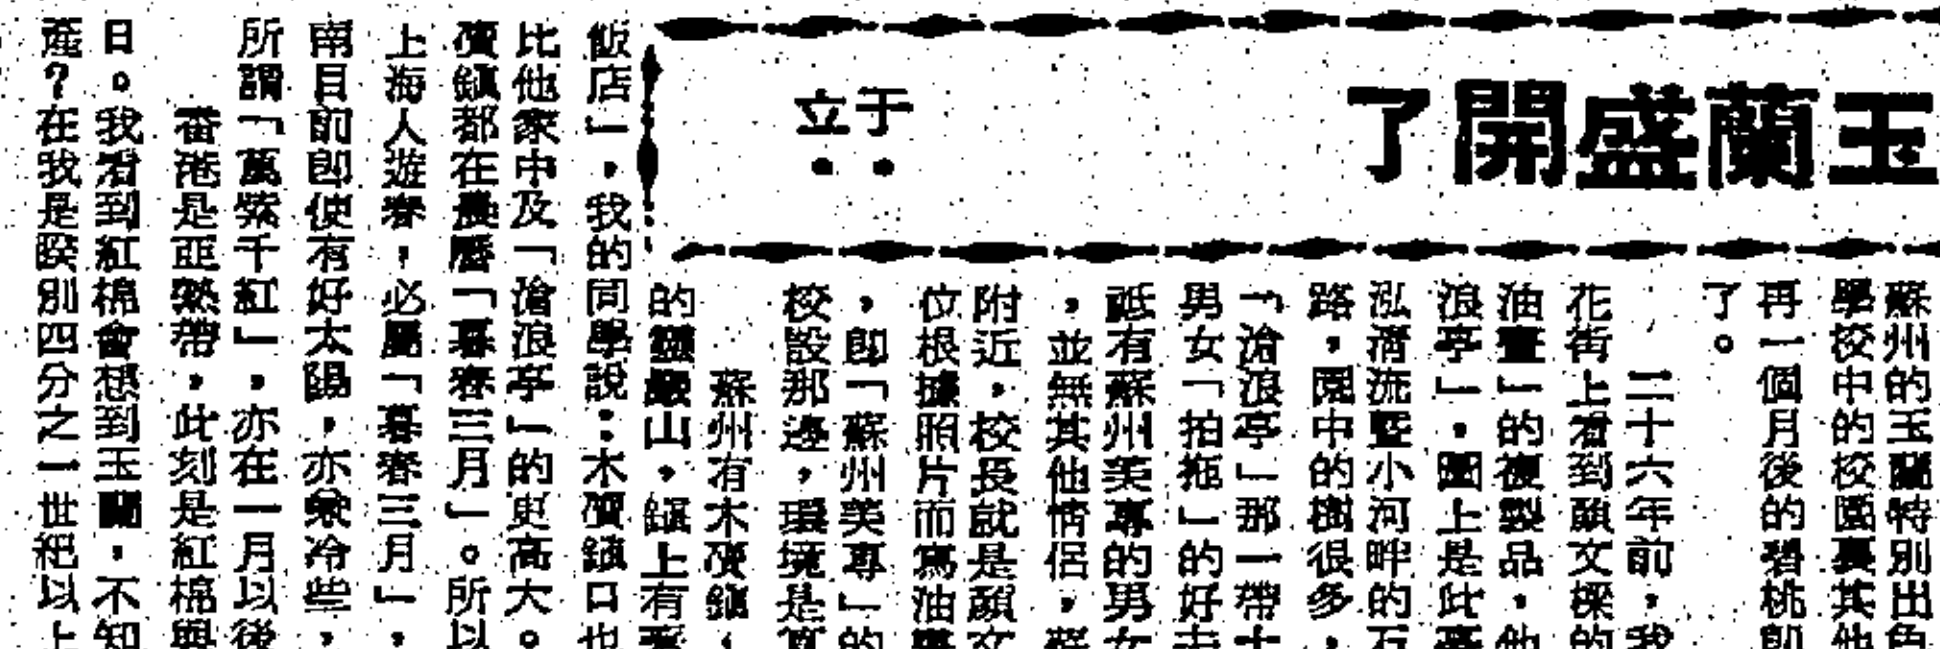 玉蘭盛開了
于立
蘇州的玉蘭特別出色
學校中的校園裏其他
再一個月後的碧桃即
了。
二十六年前,我
花街上看到顏文樑的
油畫」的複製品,他
浪亭」,圖上是此亭
泓清流暨小河畔的石
路,園中的樹很多,
「滄浪亭」那一帶
男女「拍拖」的好去
祗有蘇州美專的男女
,並無其他情侶,蘇
附近,校長就是顏文
位根據照片而寫油畫
,即「蘇州美專」的
校設那邊,環境是
蘇州有木瀆鎮,
的靈巖山,鎮上有
飯店」,我的同學說:木瀆鎮口也
比他家中及「滄浪亭」的更高大。
瀆鎮都在農曆「暮春三月」。所以
上海人遊春,必屬「暮春三月」,
南目前即使有好太陽,亦象冷些,
所謂「萬紫千紅」,亦在一月以後
香港是亞熱帶,此刻是紅棉與
日。我看到紅棉會想到玉蘭,不知
在我是睽別四分之一世紀以上